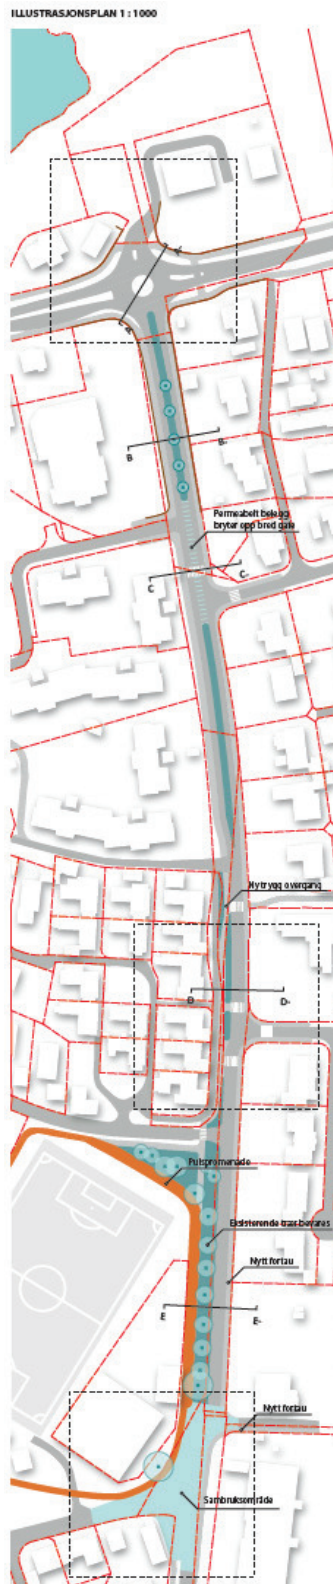 ILLUSTRASJONSPLAN 1 : 1000
A-
A
B
B-
Permeabelt belegg
bryter opp bred gate
C
C-
Ny trygg overgang
D
D-
Pulspromenade
Eksisterende trær bevares
Nytt fortau
E
E-
Nytt fortau
Sambruksområde